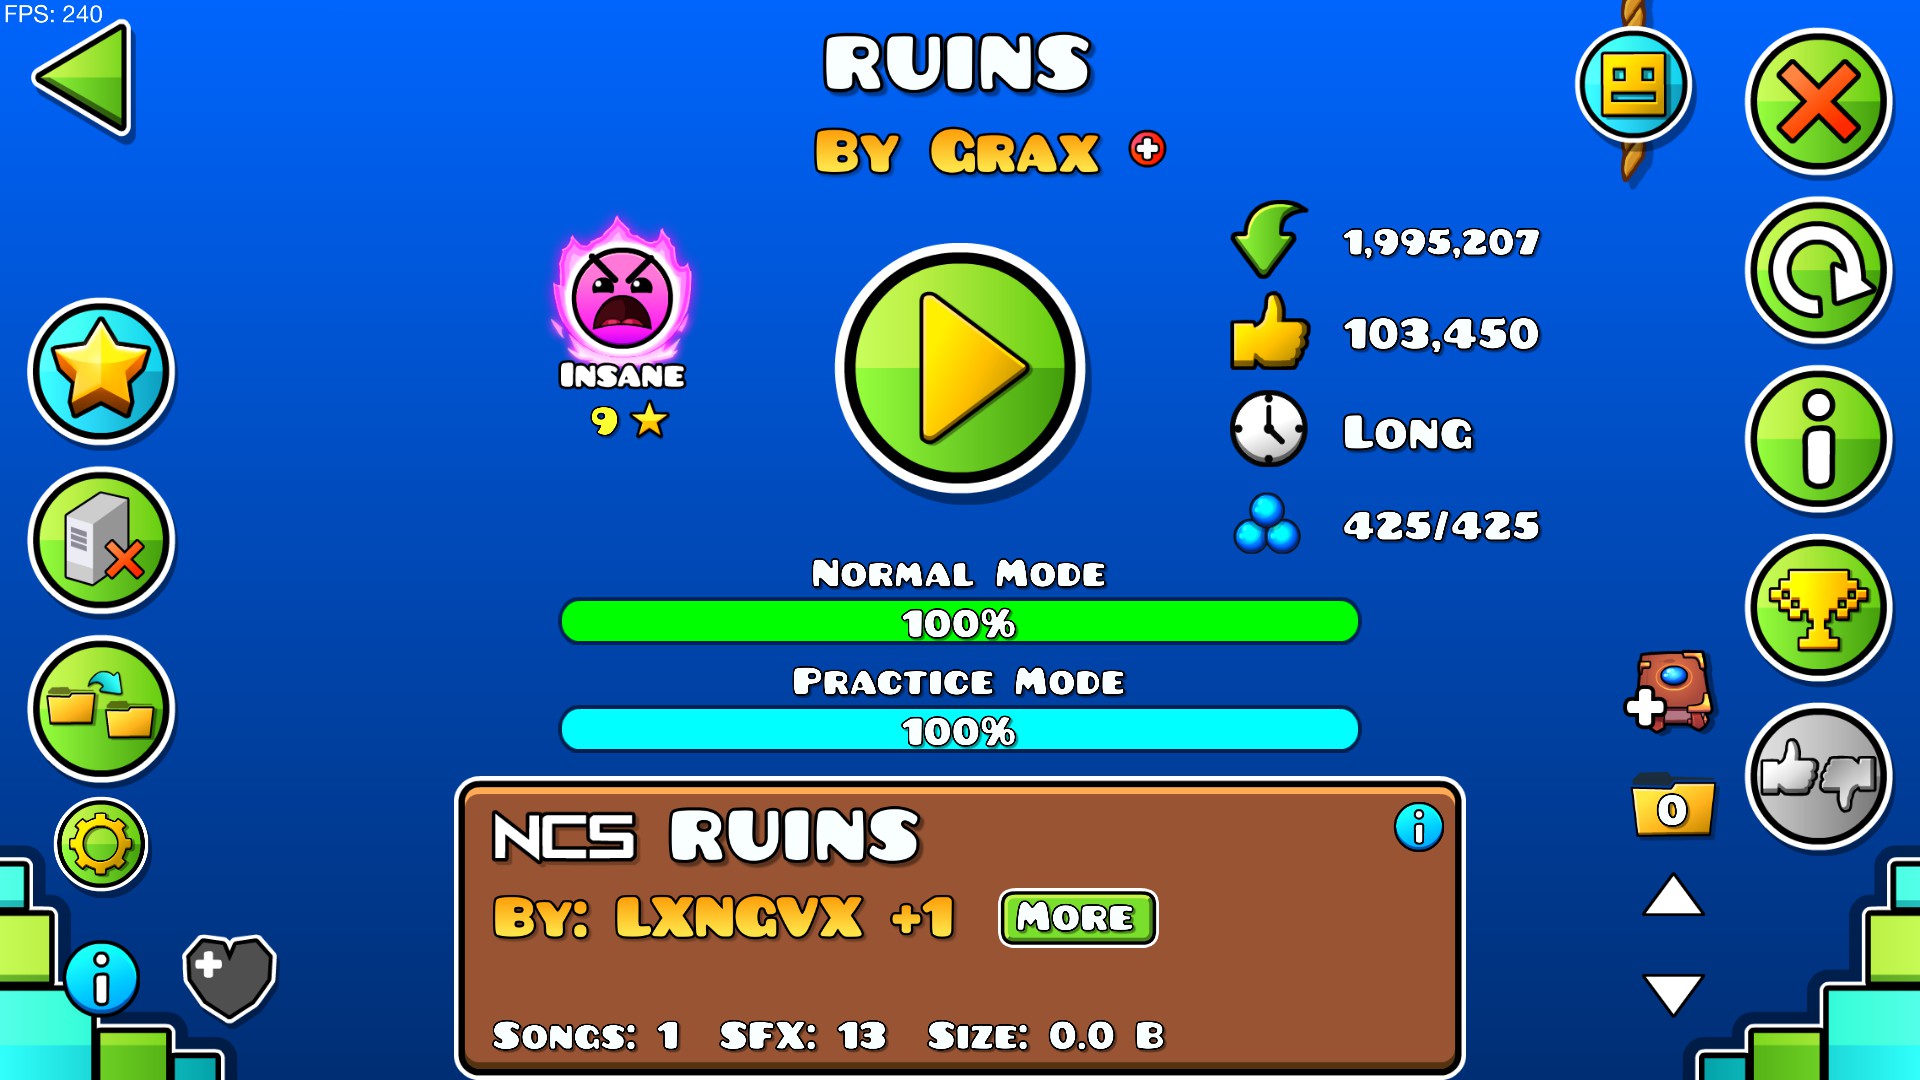 FPS: 240
RUINS
By Grax
1,995,207
103,450
Long
425/425
Insane
9
Normal Mode
100%
Practice Mode
100%
0
NCS RUINS
By: LXNGVX +1 More
Songs: 1 SFX: 13 Size: 0.0 B